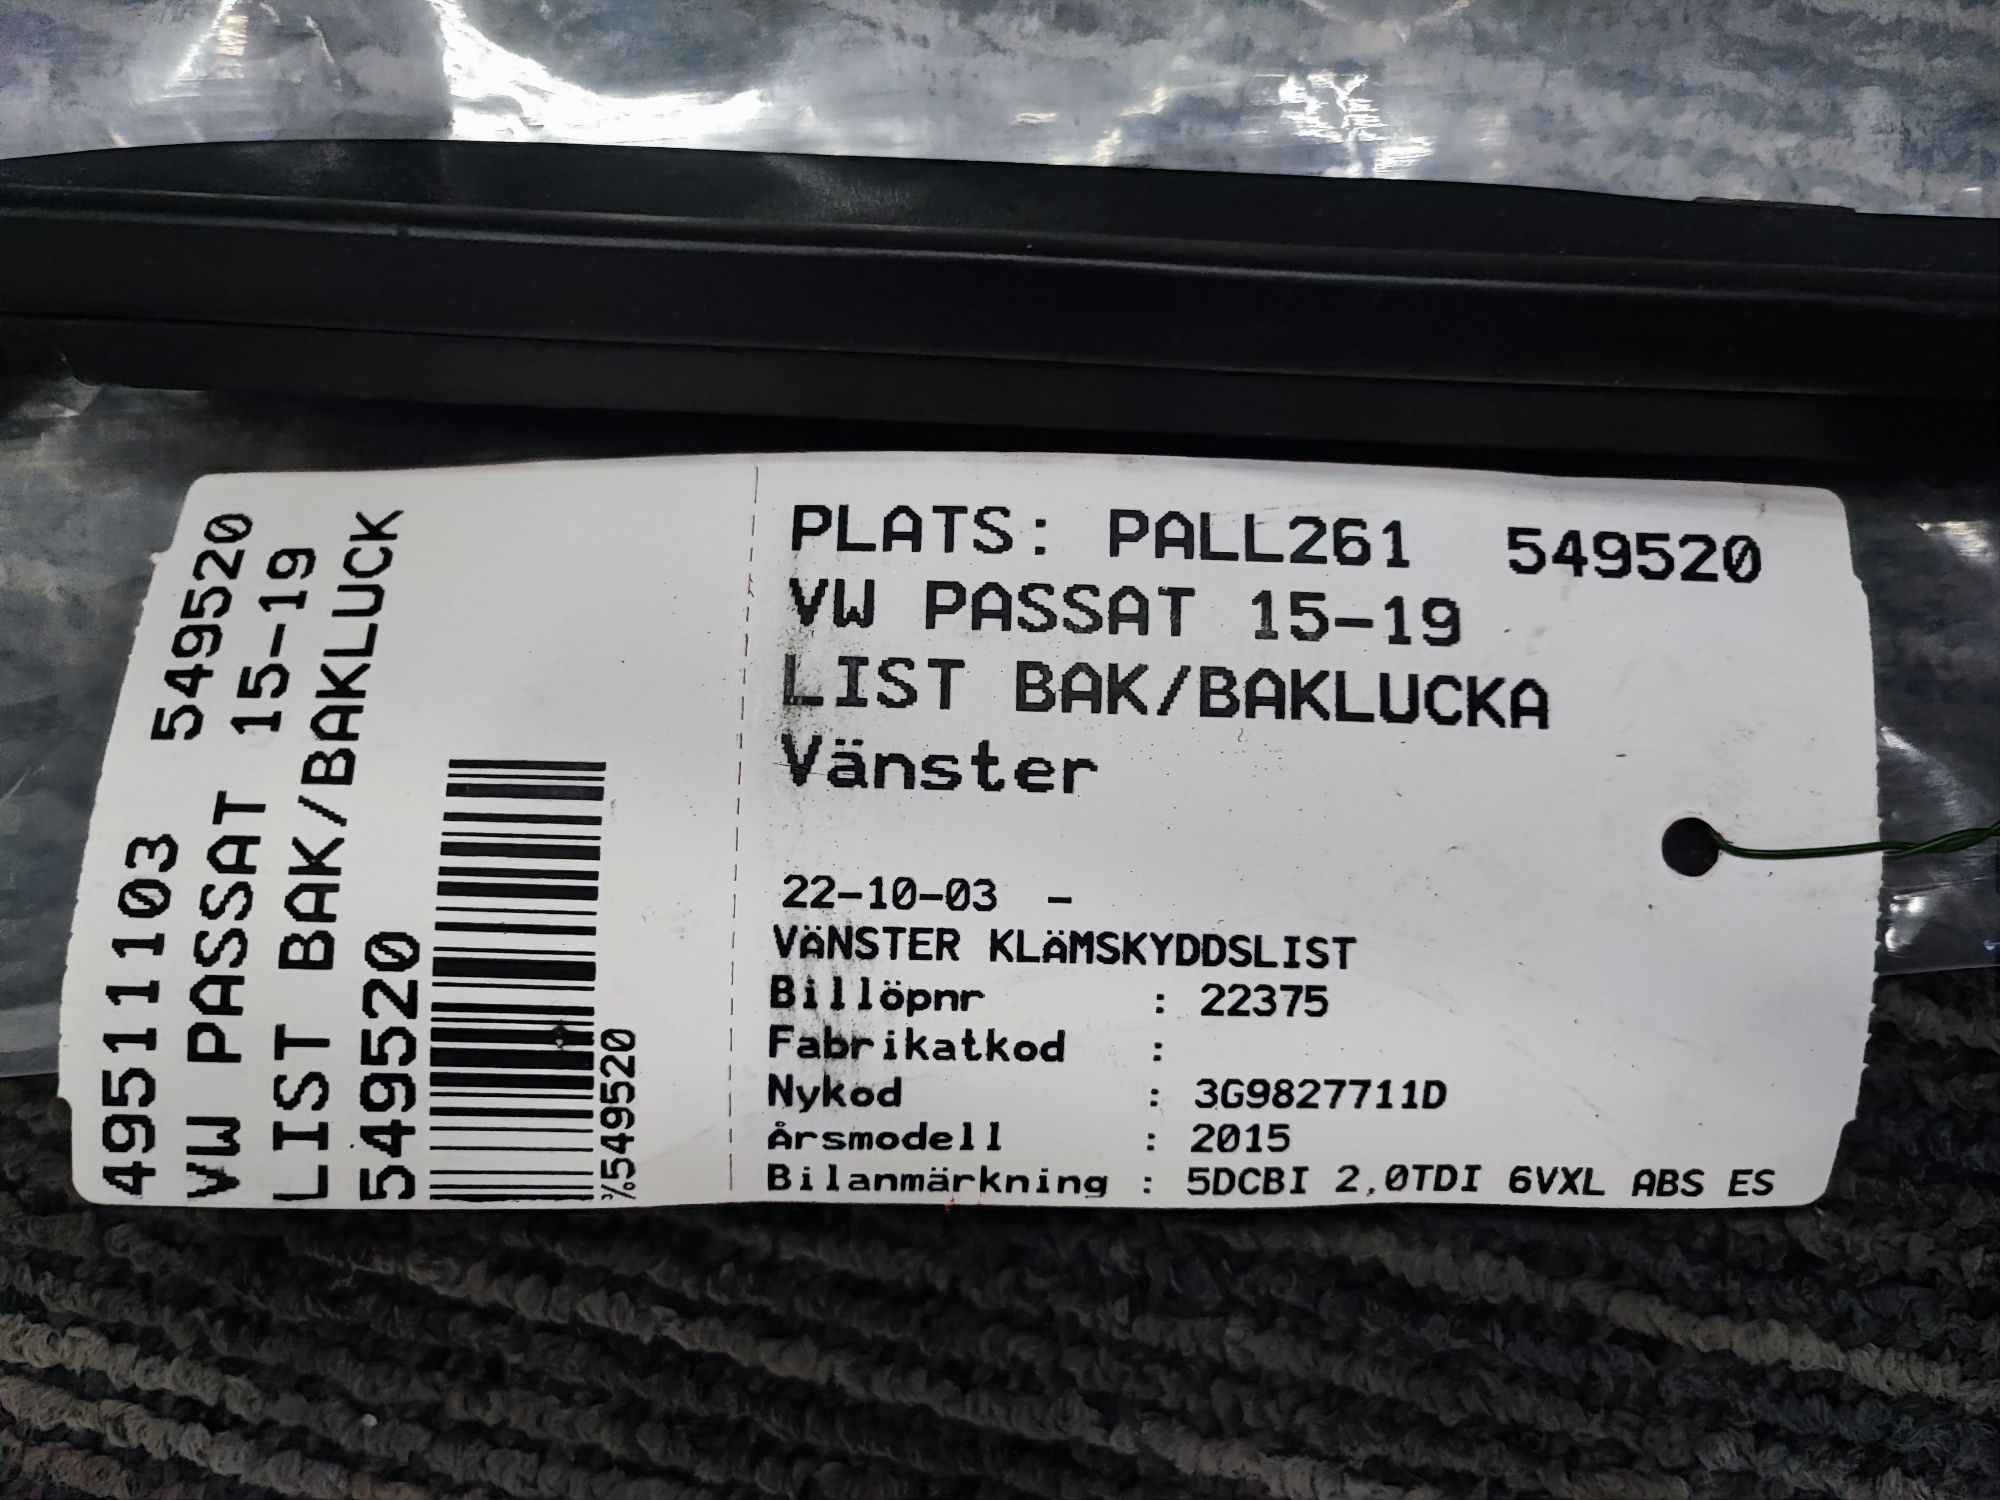 49511103 549520
VW PASSAT 15-19
LIST BAK/BAKLUCK
549520
%549520
PLATS: PALL261 549520
VW PASSAT 15-19
LIST BAK/BAKLUCKA
Vänster
22-10-03 -
VÄNSTER KLÄMSKYDDSLIST
Billöpnr : 22375
Fabrikatkod :
Nykod : 3G9827711D
Årsmodell : 2015
Bilanmärkning : 5DCBI 2,0TDI 6VXL ABS ES